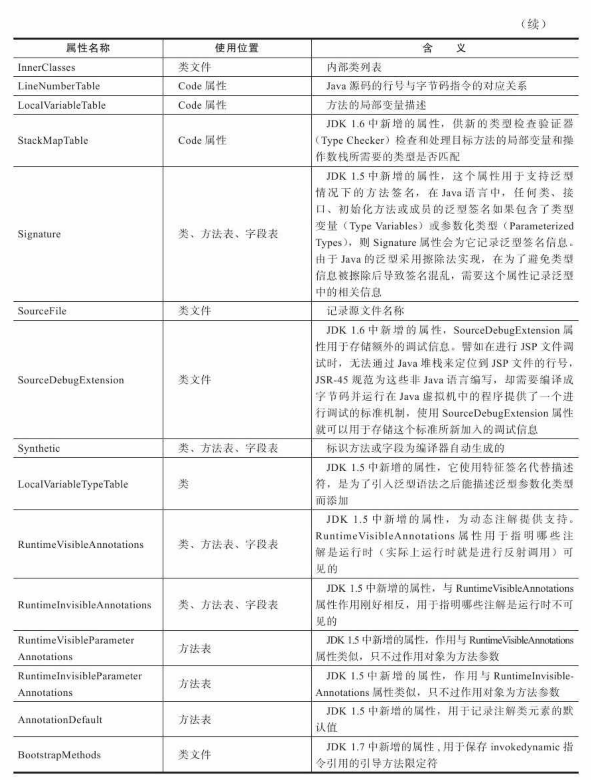 （续）
属性名称 使用位置 含 义
InnerClasses 类文件 内部类列表
LineNumberTable Code 属性 Java 源码的行号与字节码指令的对应关系
LocalVariableTable Code 属性 方法的局部变量描述
StackMapTable Code 属性 JDK 1.6 中新增的属性，供新的类型检查验证器
（Type Checker）检查和处理目标方法的局部变量和操
作数栈所需要的类型是否匹配
Signature 类、方法表、字段表 JDK 1.5 中新增的属性，这个属性用于支持泛型
情况下的方法签名，在 Java 语言中，任何类、接
口、初始化方法或成员的泛型签名如果包含了类型
变量（Type Variables）或参数化类型（Parameterized
Types），则 Signature 属性会为它记录泛型签名信息。
由于 Java 的泛型采用擦除法实现，在为了避免类型
信息被擦除后导致签名混乱，需要这个属性记录泛型
中的相关信息
SourceFile 类文件 记录源文件名称
SourceDebugExtension 类文件 JDK 1.6 中新增的属性，SourceDebugExtension 属
性用于存储额外的调试信息。譬如在进行 JSP 文件调
试时，无法通过 Java 堆栈来定位到 JSP 文件的行号，
JSR-45 规范为这些非 Java 语言编写，却需要编译成
字节码并运行在 Java 虚拟机中的程序提供了一个进
行调试的标准机制，使用 SourceDebugExtension 属性
就可以用于存储这个标准所新加入的调试信息
Synthetic 类、方法表、字段表 标识方法或字段为编译器自动生成的
LocalVariableTypeTable 类 JDK 1.5 中新增的属性，它使用特征签名代替描述
符，是为了引入泛型语法之后能描述泛型参数化类型
而添加
RuntimeVisibleAnnotations 类、方法表、字段表 JDK 1.5 中新增的属性，为动态注解提供支持。
RuntimeVisibleAnnotations 属性用于指明哪些注
解是运行时（实际上运行时就是进行反射调用）可
见的
RuntimeInvisibleAnnotations 类、方法表、字段表 JDK 1.5 中新增的属性，与 RuntimeVisibleAnnotations
属性作用刚好相反，用于指明哪些注解是运行时不可
见的
RuntimeVisibleParameter
Annotations 方法表 JDK 1.5 中新增的属性，作用与 RuntimeVisibleAnnotations
属性类似，只不过作用对象为方法参数
RuntimeInvisibleParameter
Annotations 方法表 JDK 1.5 中新增的属性，作用与 RuntimeInvisible-
Annotations 属性类似，只不过作用对象为方法参数
AnnotationDefault 方法表 JDK 1.5 中新增的属性，用于记录注解类元素的默
认值
BootstrapMethods 类文件 JDK 1.7 中新增的属性 , 用于保存 invokedynamic 指
令引用的引导方法限定符